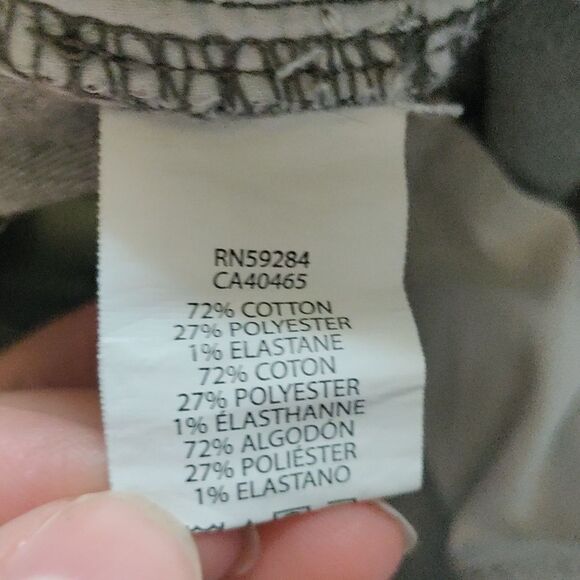 RN59284
CA40465
72% COTTON
27% POLYESTER
1% ELASTANE
72% COTON
27% POLYESTER
1% ÉLASTHANNE
72% ALGODÓN
27% POLIÉSTER
1% ELASTANO